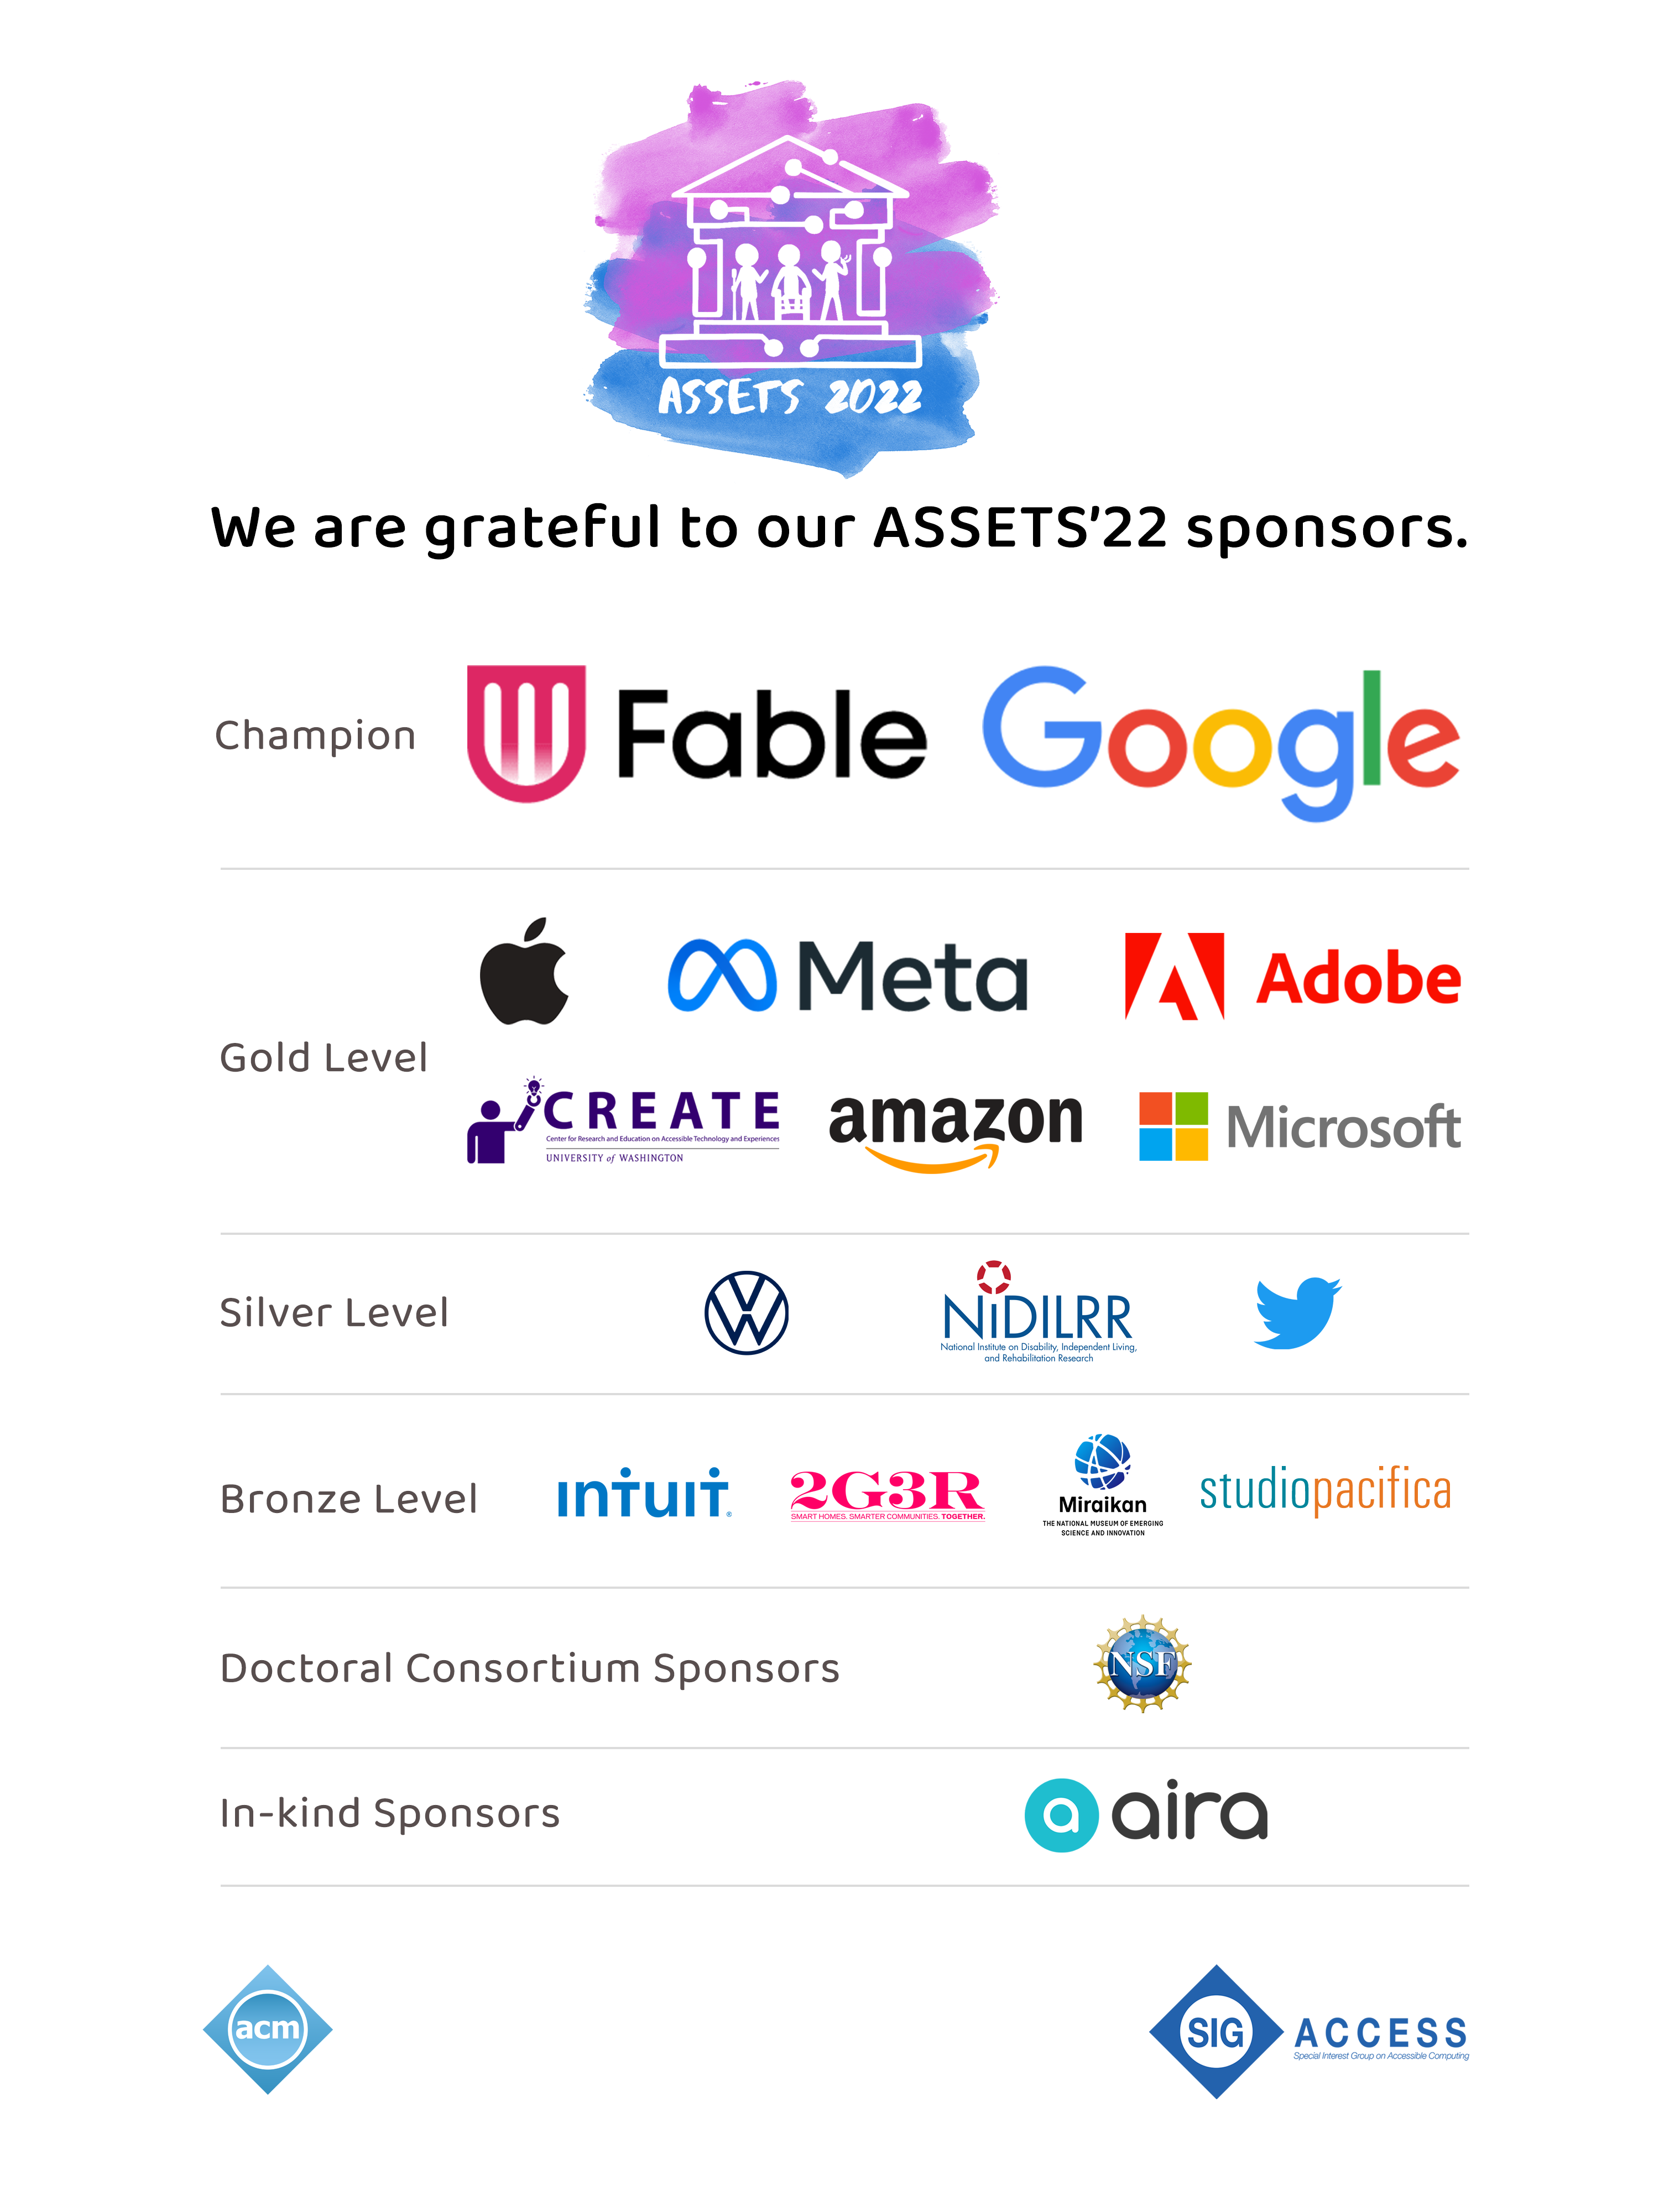 ASSETS 2022
We are grateful to our ASSETS’22 sponsors.
Champion
Fable
Google
Gold Level
Meta
Adobe
CREATE
Center for Research and Education on Accessible Technology and Experiences
UNIVERSITY of WASHINGTON
amazon
Microsoft
Silver Level
VW
NiDILRR
National Institute on Disability, Independent Living,
and Rehabilitation Research
Bronze Level
ıntuıt®
2G3R
SMART HOMES. SMARTER COMMUNITIES. TOGETHER.
Miraikan
THE NATIONAL MUSEUM OF EMERGING
SCIENCE AND INNOVATION
studiopacifica
Doctoral Consortium Sponsors
NSF
In-kind Sponsors
a aira
acm
SIG ACCESS
Special Interest Group on Accessible Computing